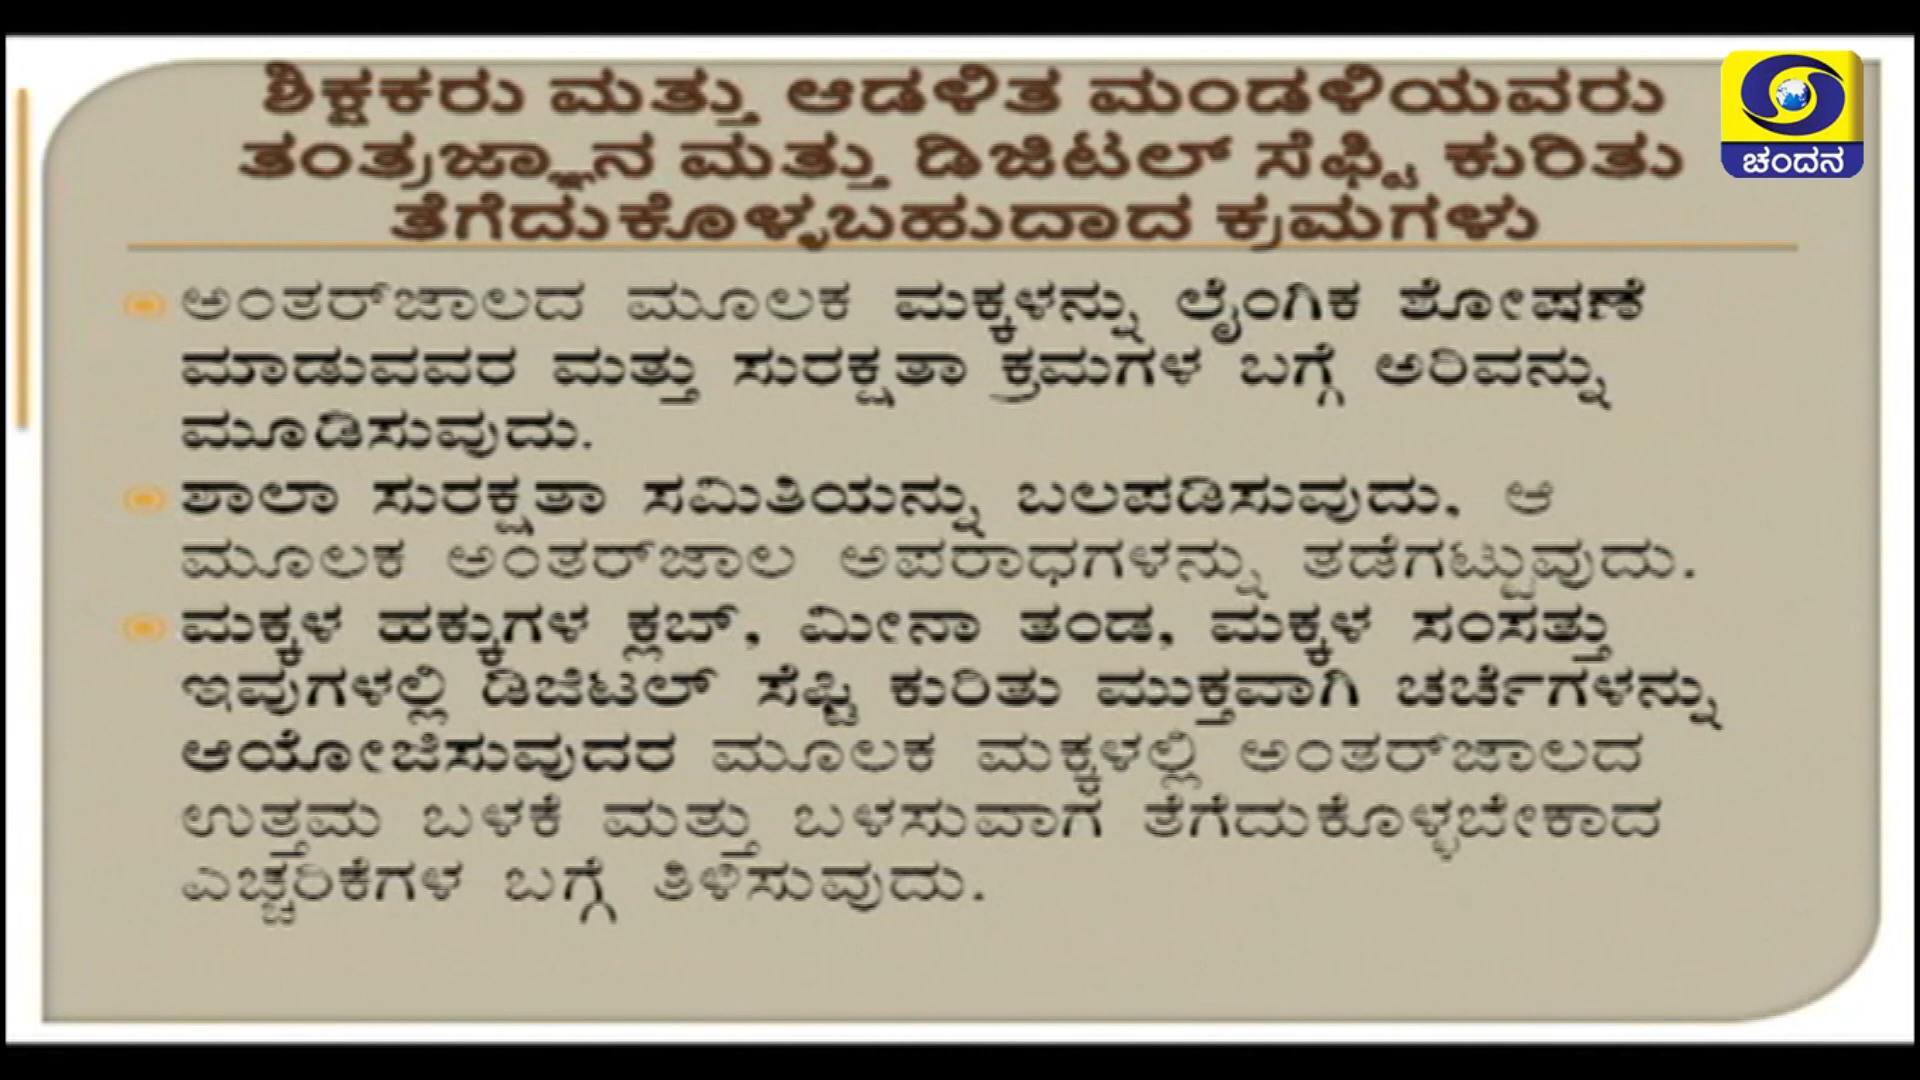 ಶಿಕ್ಷಕರು ಮತ್ತು ಆಡಳಿತ ಮಂಡಳಿಯವರು
ತಂತ್ರಜ್ಞಾನ ಮತ್ತು ಡಿಜಿಟಲ್ ಸೆಫ್ಟಿ ಕುರಿತು
ತೆಗೆದುಕೊಳ್ಳಬಹುದಾದ ಕ್ರಮಗಳು
ಚಂದನ
ಅಂತರ್‌ಜಾಲದ ಮೂಲಕ ಮಕ್ಕಳನ್ನು ಲೈಂಗಿಕ ಶೋಷಣೆ
ಮಾಡುವವರ ಮತ್ತು ಸುರಕ್ಷತಾ ಕ್ರಮಗಳ ಬಗ್ಗೆ ಅರಿವನ್ನು
ಮೂಡಿಸುವುದು.
ಶಾಲಾ ಸುರಕ್ಷತಾ ಸಮಿತಿಯನ್ನು ಬಲಪಡಿಸುವುದು. ಆ
ಮೂಲಕ ಅಂತರ್‌ಜಾಲ ಅಪರಾಧಗಳನ್ನು ತಡೆಗಟ್ಟುವುದು.
ಮಕ್ಕಳ ಹಕ್ಕುಗಳ ಕ್ಲಬ್, ಮೀನಾ ತಂಡ, ಮಕ್ಕಳ ಸಂಸತ್ತು
ಇವುಗಳಲ್ಲಿ ಡಿಜಿಟಲ್ ಸೆಫ್ಟಿ ಕುರಿತು ಮುಕ್ತವಾಗಿ ಚರ್ಚೆಗಳನ್ನು
ಆಯೋಜಿಸುವುದರ ಮೂಲಕ ಮಕ್ಕಳಲ್ಲಿ ಅಂತರ್‌ಜಾಲದ
ಉತ್ತಮ ಬಳಕೆ ಮತ್ತು ಬಳಸುವಾಗ ತೆಗೆದುಕೊಳ್ಳಬೇಕಾದ
ಎಚ್ಚರಿಕೆಗಳ ಬಗ್ಗೆ ತಿಳಿಸುವುದು.